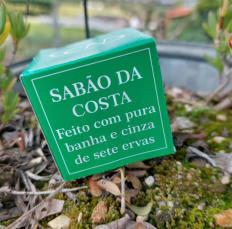 SABÃO DA
COSTA
Feito com pura
banha e cinza
de sete ervas